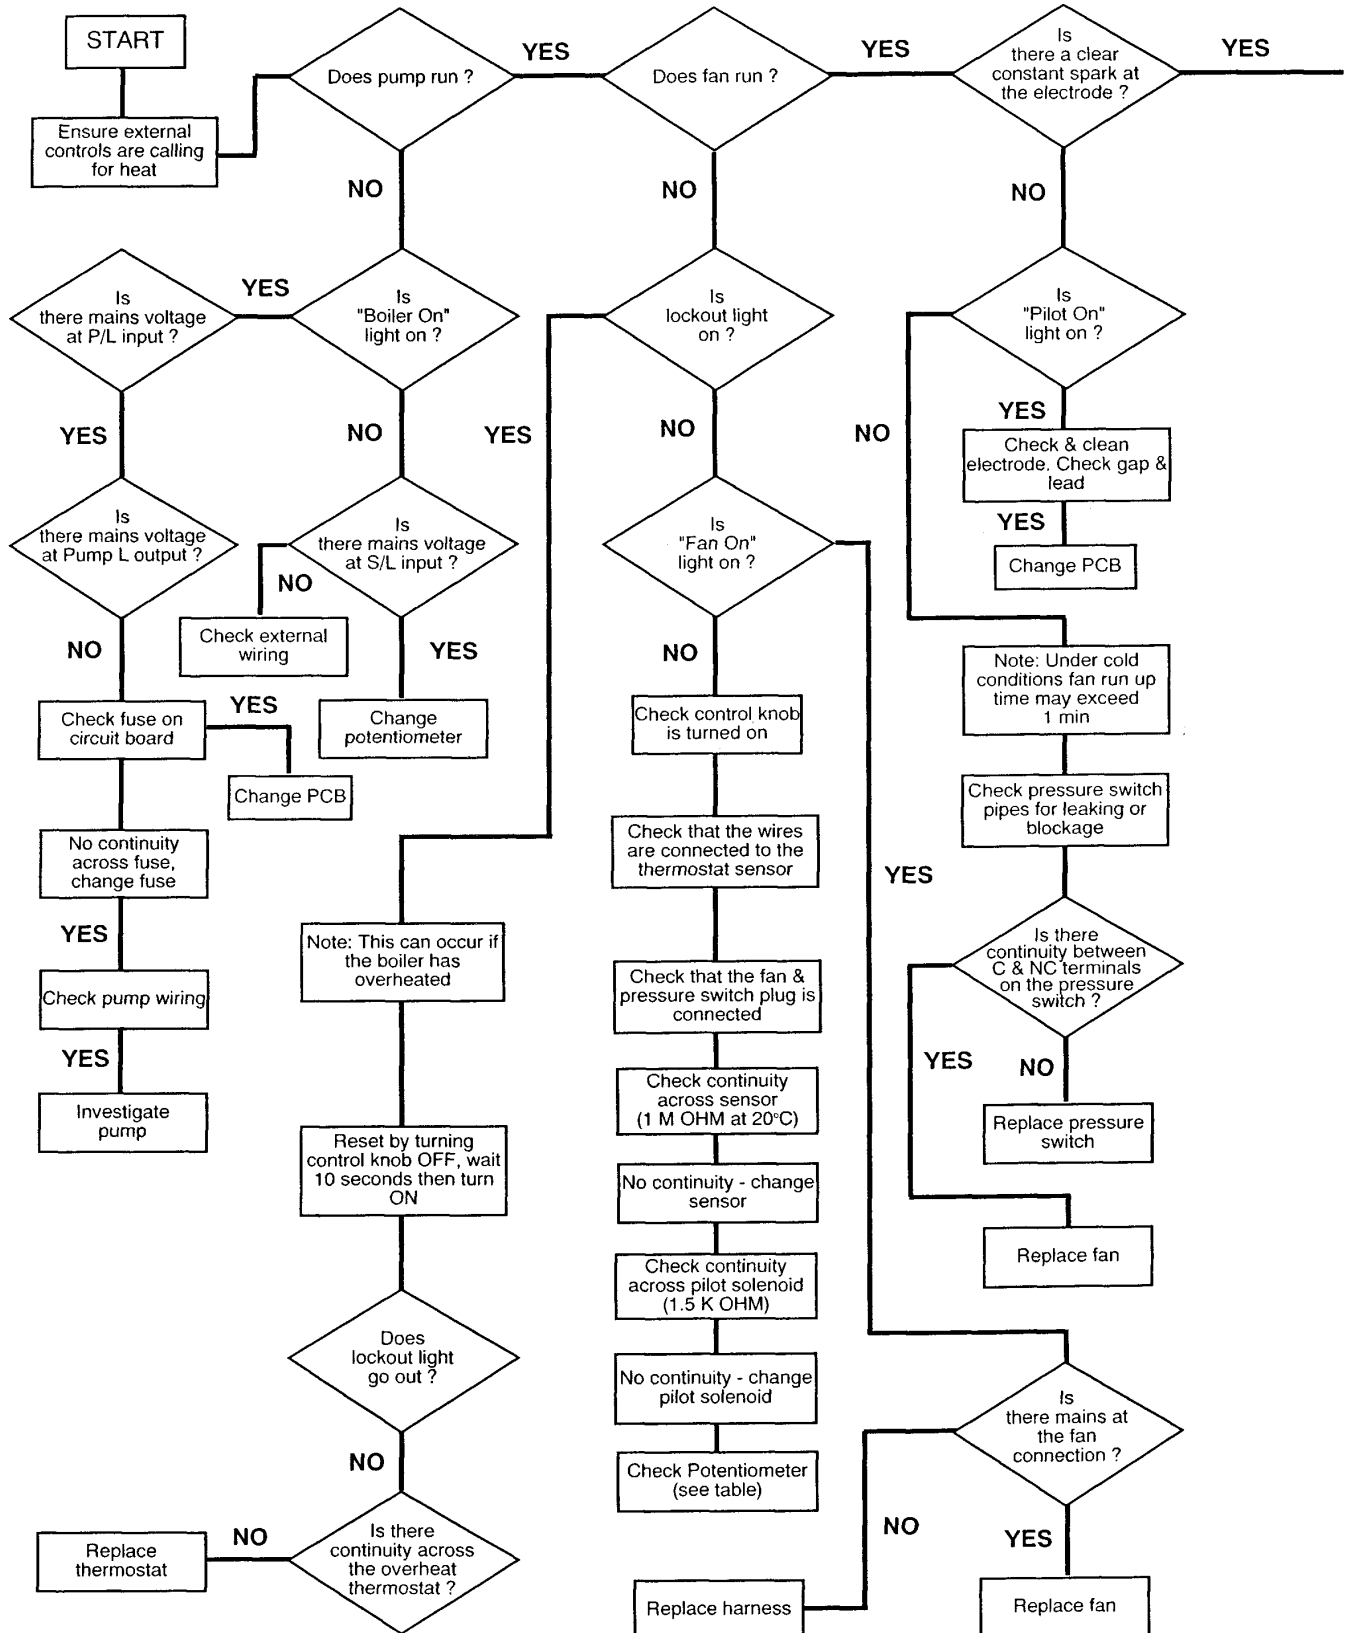 START
Ensure external
controls are calling
for heat
Does pump run ?
YES
Does fan run ?
YES
Is
there a clear
constant spark at
the electrode ?
YES
NO
NO
NO
Is
there mains voltage
at P/L input ?
YES
Is
"Boiler On"
light on ?
Is
lockout light
on ?
Is
"Pilot On"
light on ?
YES
NO
YES
NO
NO
YES
Check & clean
electrode. Check gap &
lead
YES
Change PCB
Is
there mains voltage
at Pump L output ?
Is
there mains voltage
at S/L input ?
NO
Check external
wiring
YES
Change
potentiometer
Is
"Fan On"
light on ?
NO
YES
NO
Check fuse on
circuit board
YES
Change PCB
No continuity
across fuse,
change fuse
YES
Check pump wiring
YES
Investigate
pump
Note: This can occur if
the boiler has
overheated
Reset by turning
control knob OFF, wait
10 seconds then turn
ON
Does
lockout light
go out ?
NO
Is there
continuity across
the overheat
thermostat ?
NO
Replace
thermostat
Check control knob
is turned on
Check that the wires
are connected to the
thermostat sensor
Check that the fan &
pressure switch plug is
connected
Check continuity
across sensor
(1 M OHM at 20°C)
No continuity - change
sensor
Check continuity
across pilot solenoid
(1.5 K OHM)
No continuity - change
pilot solenoid
Check Potentiometer
(see table)
Note: Under cold
conditions fan run up
time may exceed
1 min
Check pressure switch
pipes for leaking or
blockage
Is there
continuity between
C & NC terminals
on the pressure
switch ?
YES
NO
Replace pressure
switch
Replace fan
Is
there mains at
the fan
connection ?
NO
YES
Replace harness
Replace fan